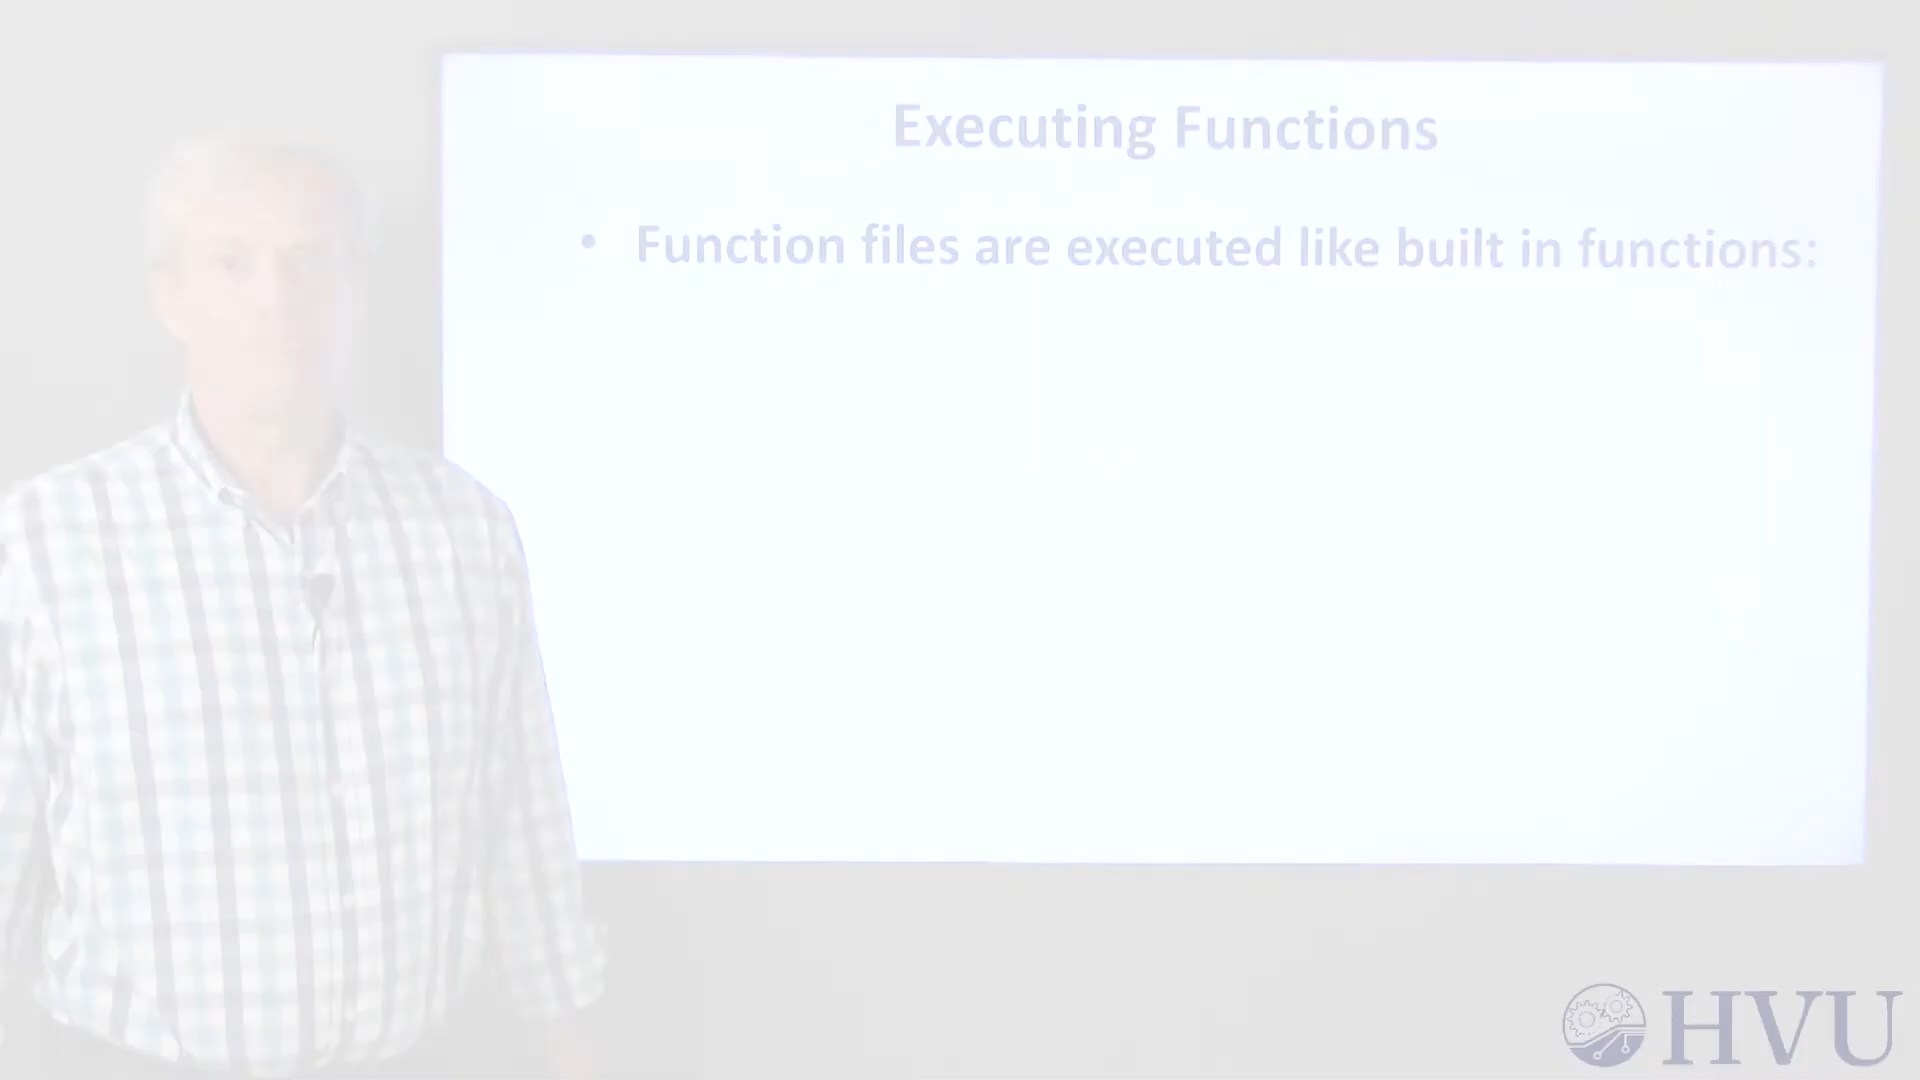 Executing Functions
• Function files are executed like built in functions:
HVU